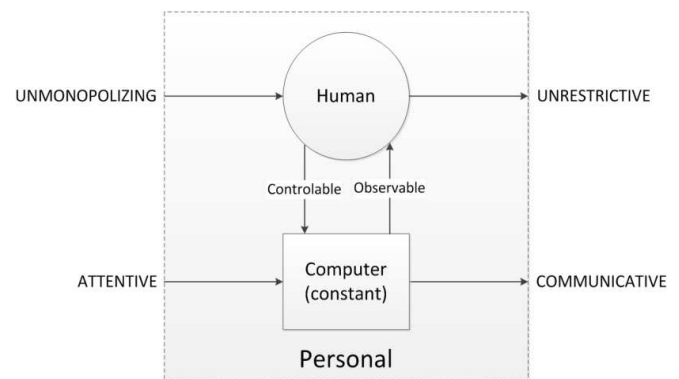 Human
UNMONOPOLIZING
UNRESTRICTIVE
Controlable Observable
Computer
(constant)
ATTENTIVE
COMMUNICATIVE
Personal